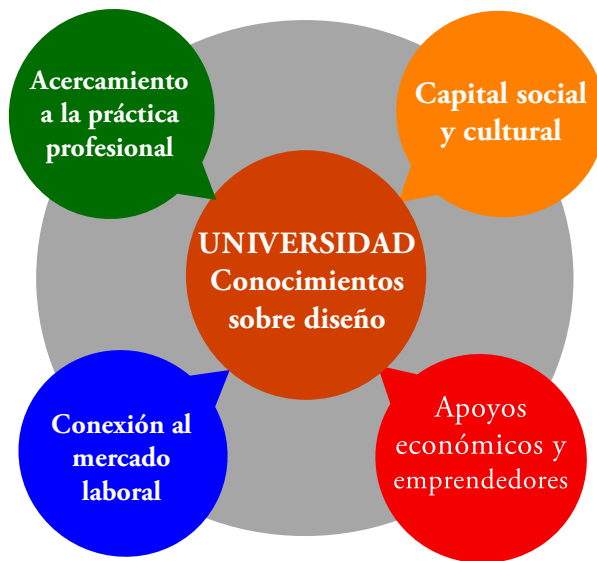 Acercamiento
a la práctica
profesional
Capital social
y cultural
UNIVERSIDAD
Conocimientos
sobre diseño
Conexión al
mercado
laboral
Apoyos
económicos y
emprendedores